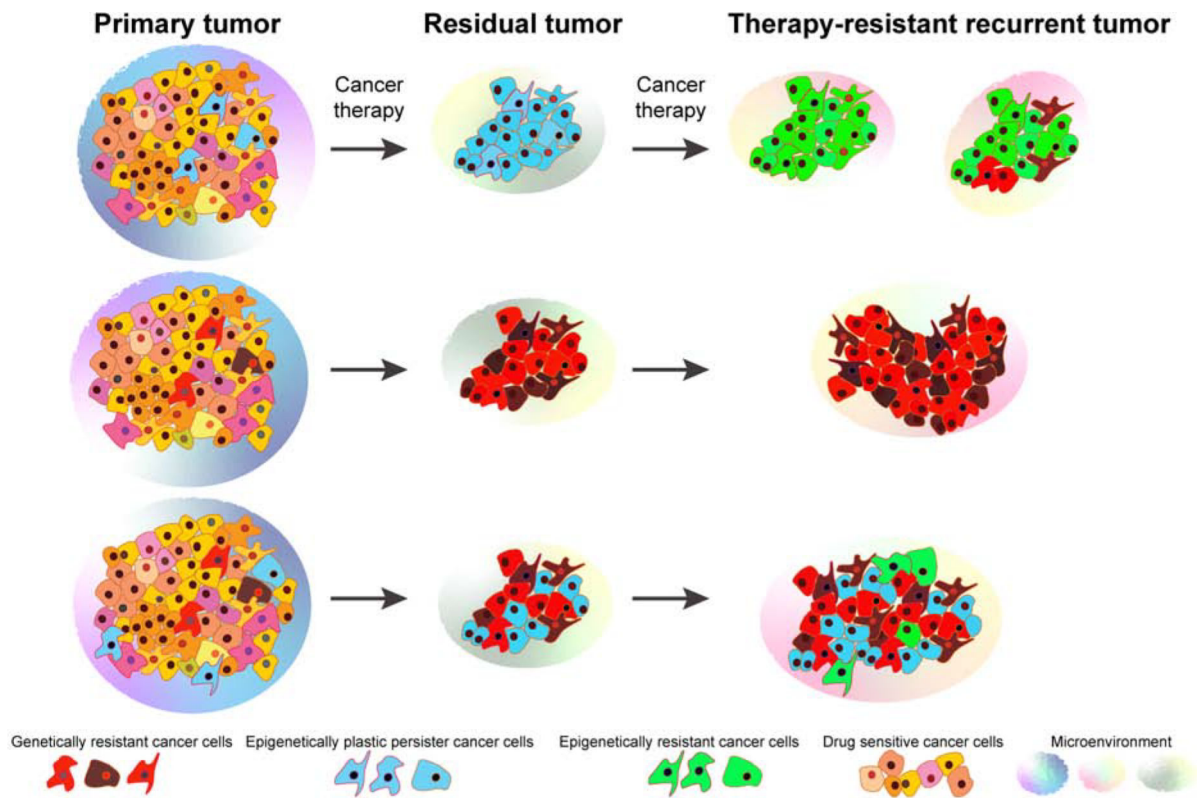 Primary tumor
Residual tumor
Therapy-resistant recurrent tumor
Cancer
therapy
Cancer
therapy
Genetically resistant cancer cells
Epigenetically plastic persister cancer cells
Epigenetically resistant cancer cells
Drug sensitive cancer cells
Microenvironment